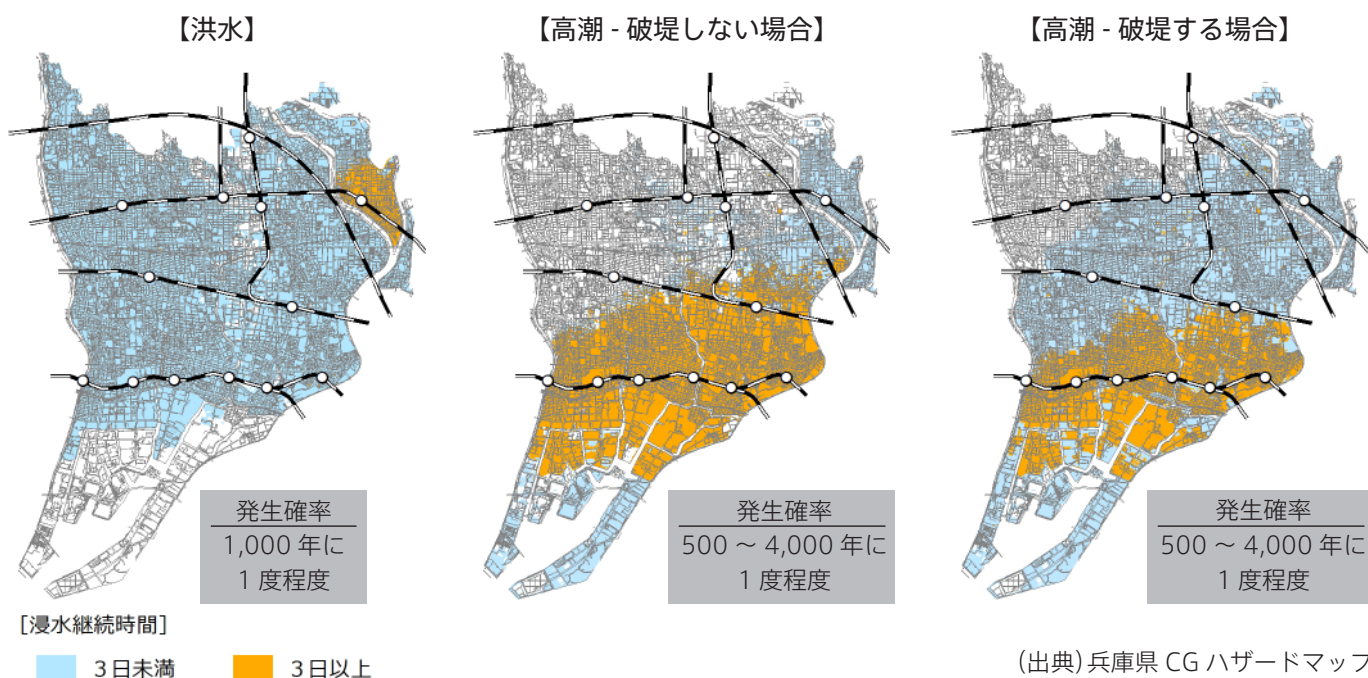 【洪水】
【高潮 - 破堤しない場合】
【高潮 - 破堤する場合】
発生確率
1,000 年に
1 度程度
発生確率
500 ～ 4,000 年に
1 度程度
発生確率
500 ～ 4,000 年に
1 度程度
[浸水継続時間]
３日未満
３日以上
(出典)兵庫県 CG ハザードマップ